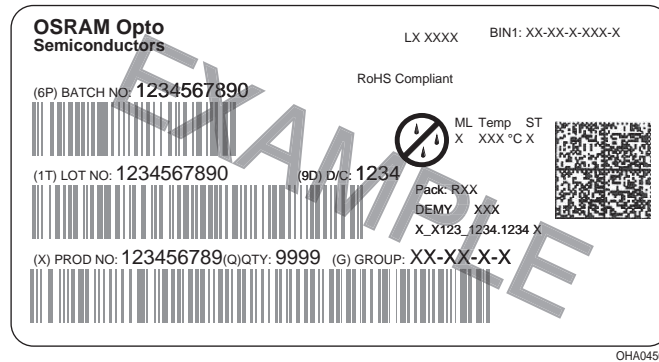 OSRAM Opto
Semiconductors
LX XXXX
BIN1: XX-XX-X-XXX-X
RoHS Compliant
(6P) BATCH NO: 1234567890
ML Temp ST
X XXX °C X
(1T) LOT NO: 1234567890 (9D) D/C: 1234
Pack: RXX
DEMY XXX
X_X123_1234.1234 X
(X) PROD NO: 123456789(Q)QTY: 9999 (G) GROUP: XX-XX-X-X
EXAMPLE